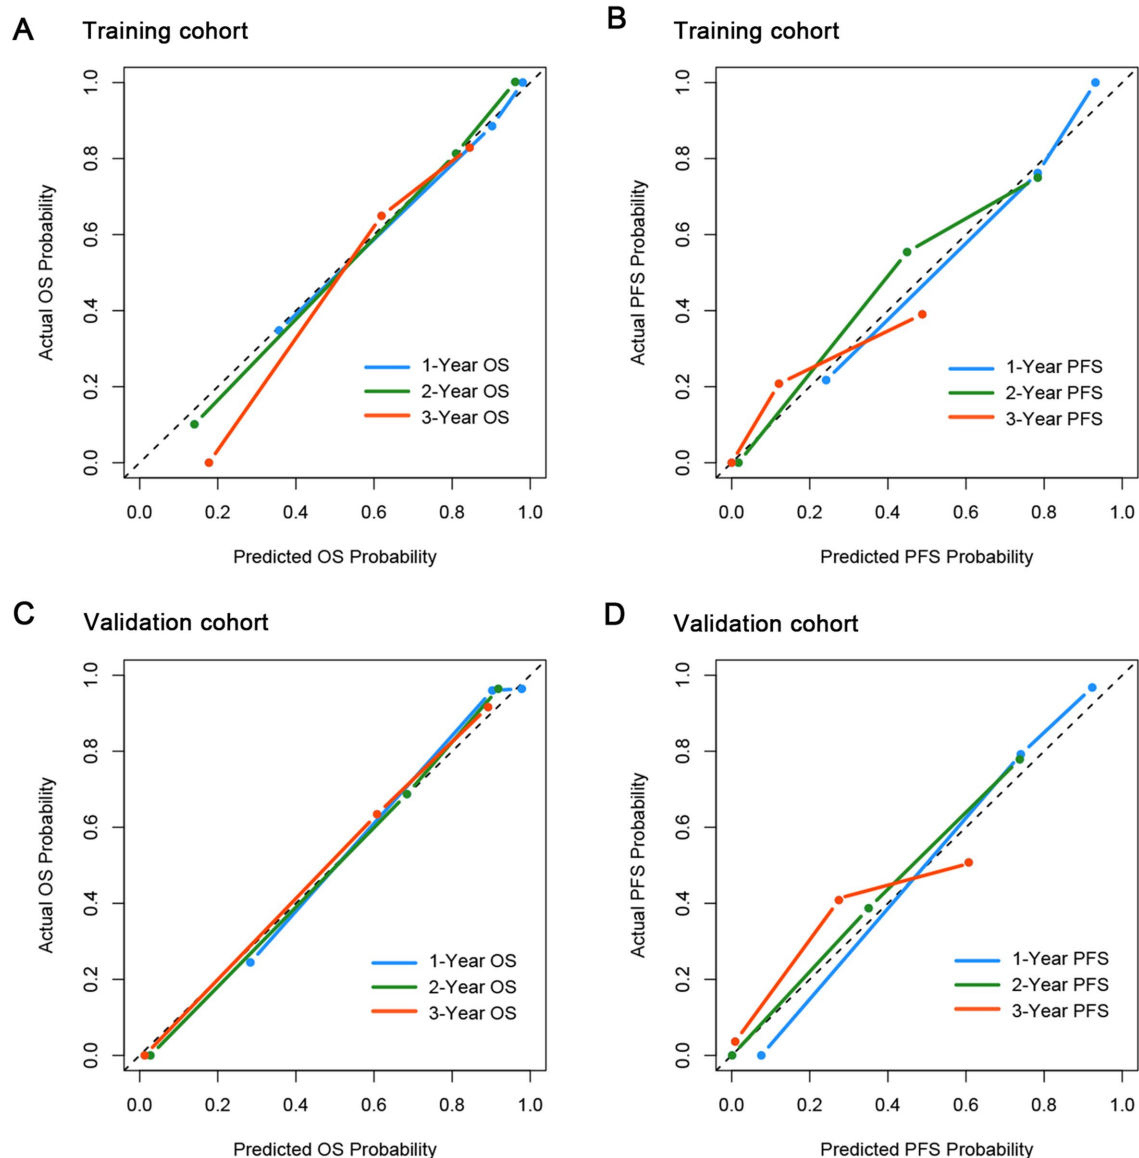 A Training cohort
Actual OS Probability
1.0
0.8
0.6
0.4
0.2
0.0
1-Year OS
2-Year OS
3-Year OS
0.0 0.2 0.4 0.6 0.8 1.0
Predicted OS Probability
B Training cohort
Actual PFS Probability
1.0
0.8
0.6
0.4
0.2
0.0
1-Year PFS
2-Year PFS
3-Year PFS
0.0 0.2 0.4 0.6 0.8 1.0
Predicted PFS Probability
C Validation cohort
Actual OS Probability
1.0
0.8
0.6
0.4
0.2
0.0
1-Year OS
2-Year OS
3-Year OS
0.0 0.2 0.4 0.6 0.8 1.0
Predicted OS Probability
D Validation cohort
Actual PFS Probability
1.0
0.8
0.6
0.4
0.2
0.0
1-Year PFS
2-Year PFS
3-Year PFS
0.0 0.2 0.4 0.6 0.8 1.0
Predicted PFS Probability